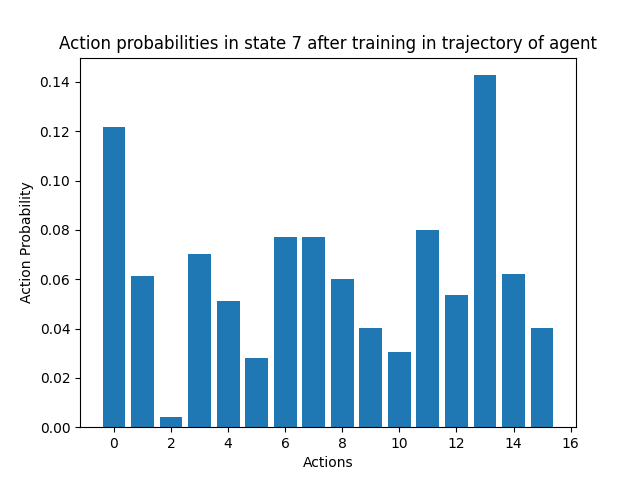 Action probabilities in state 7 after training in trajectory of agent
0.14
0.12
0.10
0.08
0.06
0.04
0.02
0.00
Action Probability
0 2 4 6 8 10 12 14 16
Actions